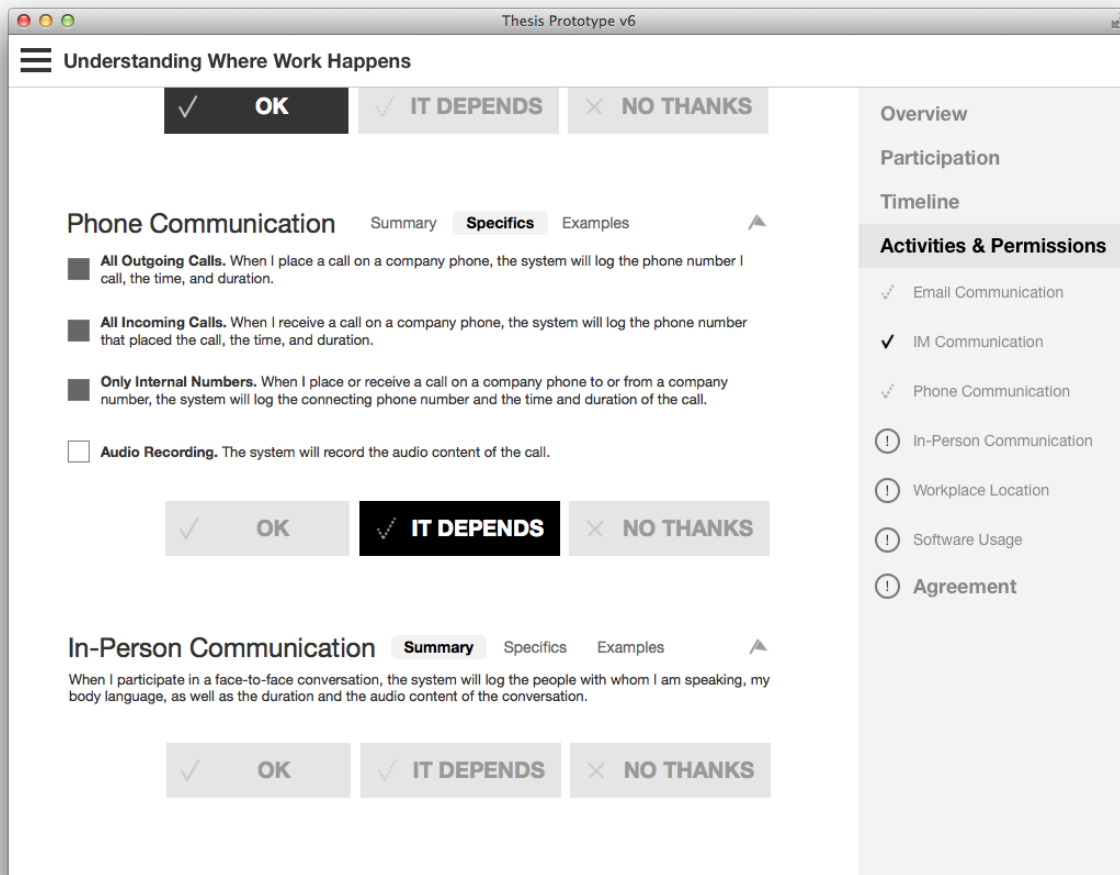 Thesis Prototype v6
Understanding Where Work Happens
OK
IT DEPENDS
NO THANKS
Phone Communication
Summary
Specifics
Examples
All Outgoing Calls. When I place a call on a company phone, the system will log the phone number I
call, the time, and duration.
All Incoming Calls. When I receive a call on a company phone, the system will log the phone number
that placed the call, the time, and duration.
Only Internal Numbers. When I place or receive a call on a company phone to or from a company
number, the system will log the connecting phone number and the time and duration of the call.
Audio Recording. The system will record the audio content of the call.
OK
IT DEPENDS
NO THANKS
In-Person Communication
Summary
Specifics
Examples
When I participate in a face-to-face conversation, the system will log the people with whom I am speaking, my
body language, as well as the duration and the audio content of the conversation.
OK
IT DEPENDS
NO THANKS
Overview
Participation
Timeline
Activities & Permissions
Email Communication
IM Communication
Phone Communication
In-Person Communication
Workplace Location
Software Usage
Agreement